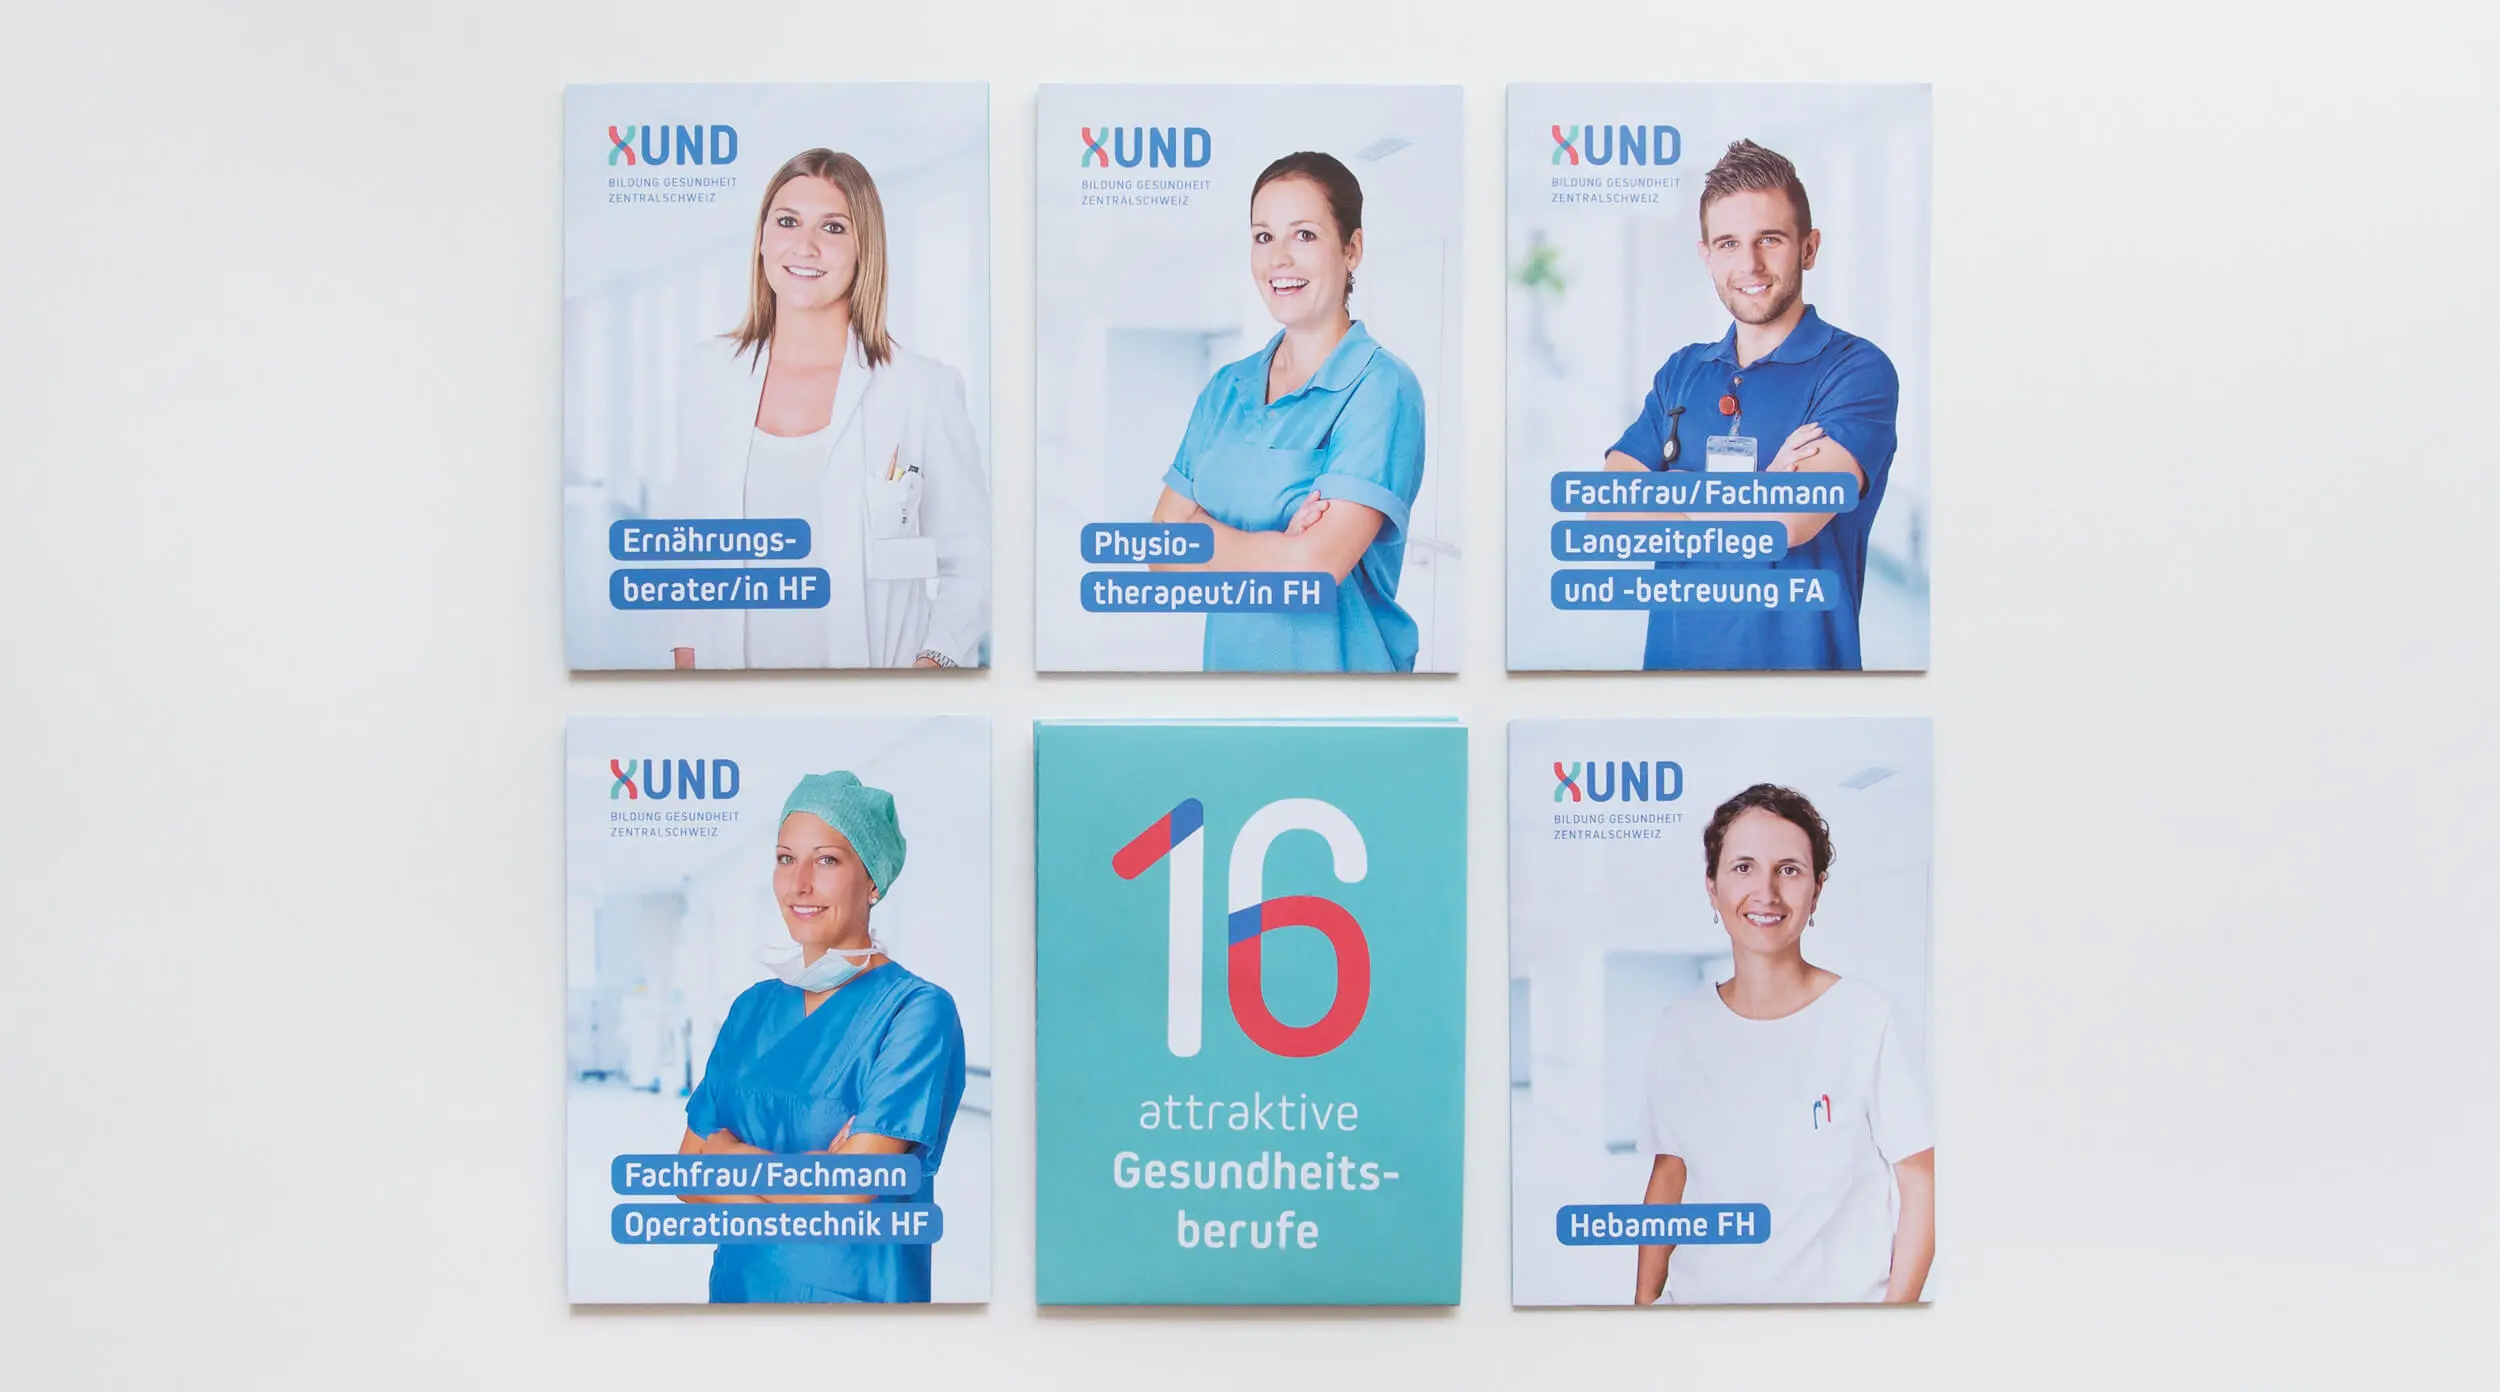 XUND
BILDUNG GESUNDHEIT
ZENTRALSCHWEIZ
Ernährungs-
berater/in HF
XUND
BILDUNG GESUNDHEIT
ZENTRALSCHWEIZ
Physio-
therapeut/in FH
XUND
BILDUNG GESUNDHEIT
ZENTRALSCHWEIZ
Fachfrau/Fachmann
Langzeitpflege
und -betreuung FA
XUND
BILDUNG GESUNDHEIT
ZENTRALSCHWEIZ
Fachfrau/Fachmann
Operationstechnik HF
16
attraktive
Gesundheits-
berufe
XUND
BILDUNG GESUNDHEIT
ZENTRALSCHWEIZ
Hebamme FH